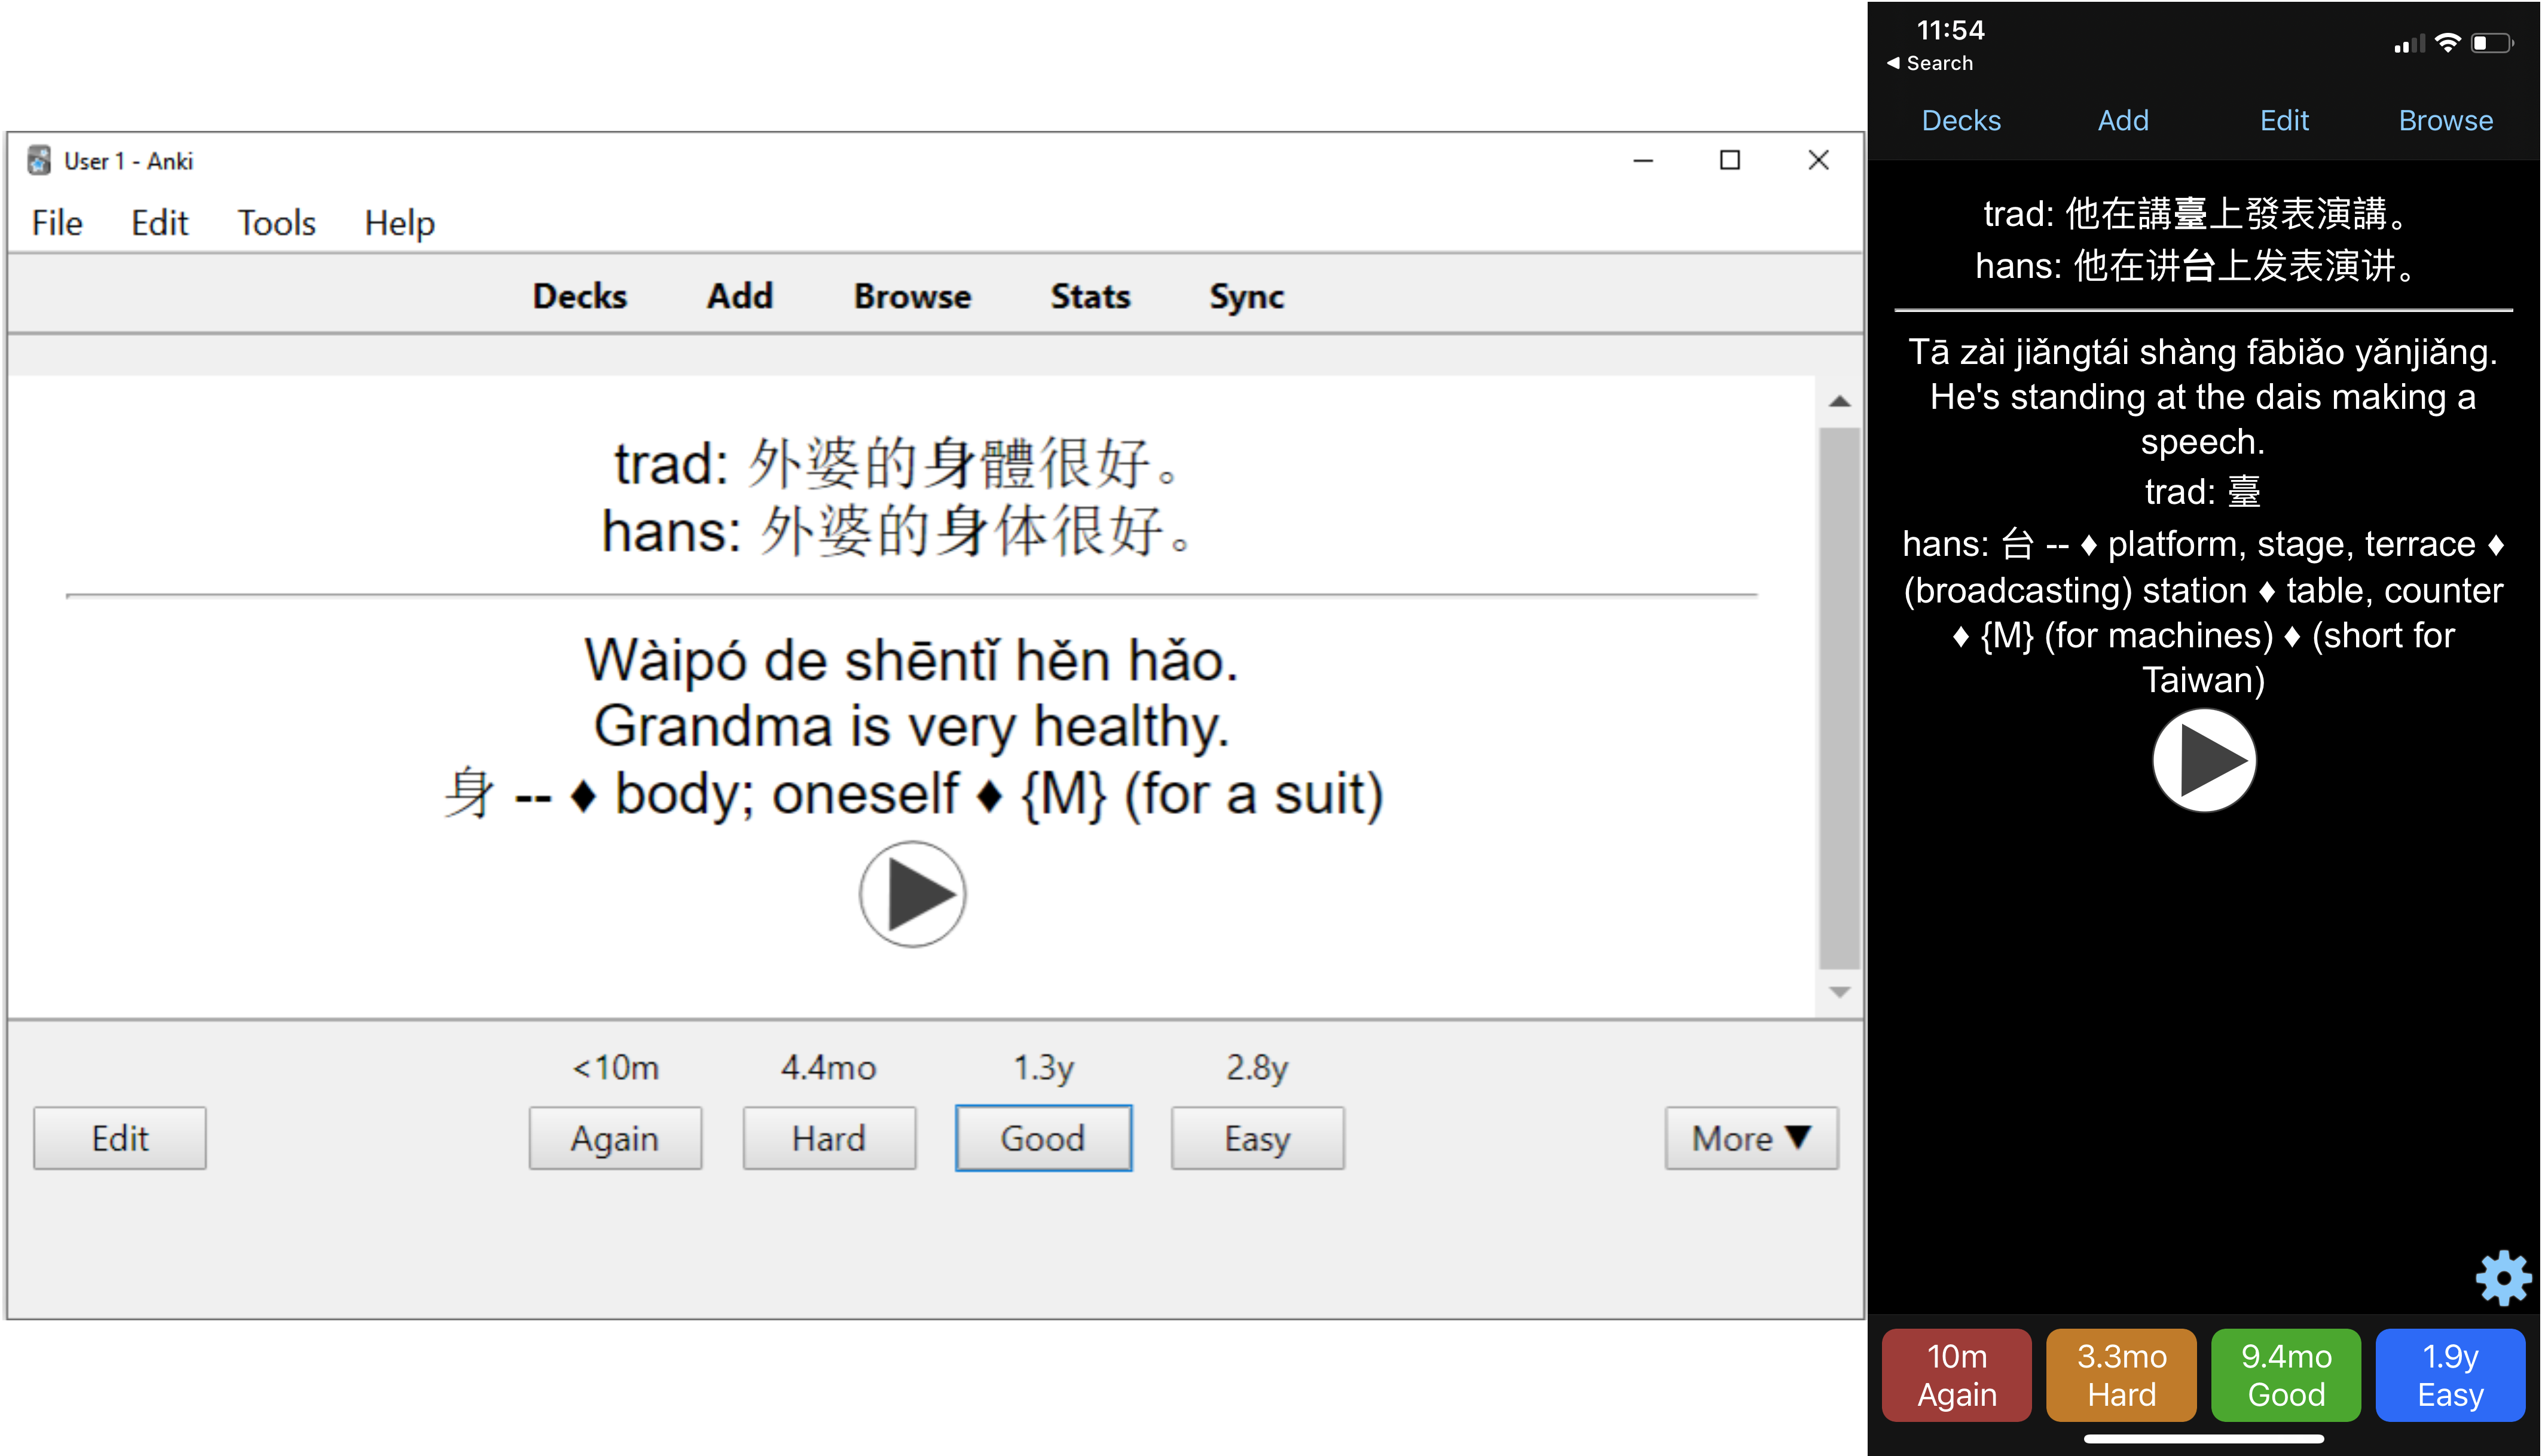 User 1 - Anki
File Edit Tools Help
Decks Add Browse Stats Sync
trad: 外婆的身體很好。
hans: 外婆的身体很好。
Wàipó de shēntǐ hěn hǎo.
Grandma is very healthy.
身 -- ♦ body; oneself ♦ {M} (for a suit)
<10m 4.4mo 1.3y 2.8y
Edit Again Hard Good Easy More ▼
11:54
◀ Search
Decks Add Edit Browse
trad: 他在講臺上發表演講。
hans: 他在讲台上发表演讲。
Tā zài jiǎngtái shàng fābiǎo yǎnjiǎng.
He's standing at the dais making a
speech.
trad: 臺
hans: 台 -- ♦ platform, stage, terrace ♦
(broadcasting) station ♦ table, counter
♦ {M} (for machines) ♦ (short for
Taiwan)
10m 3.3mo 9.4mo 1.9y
Again Hard Good Easy